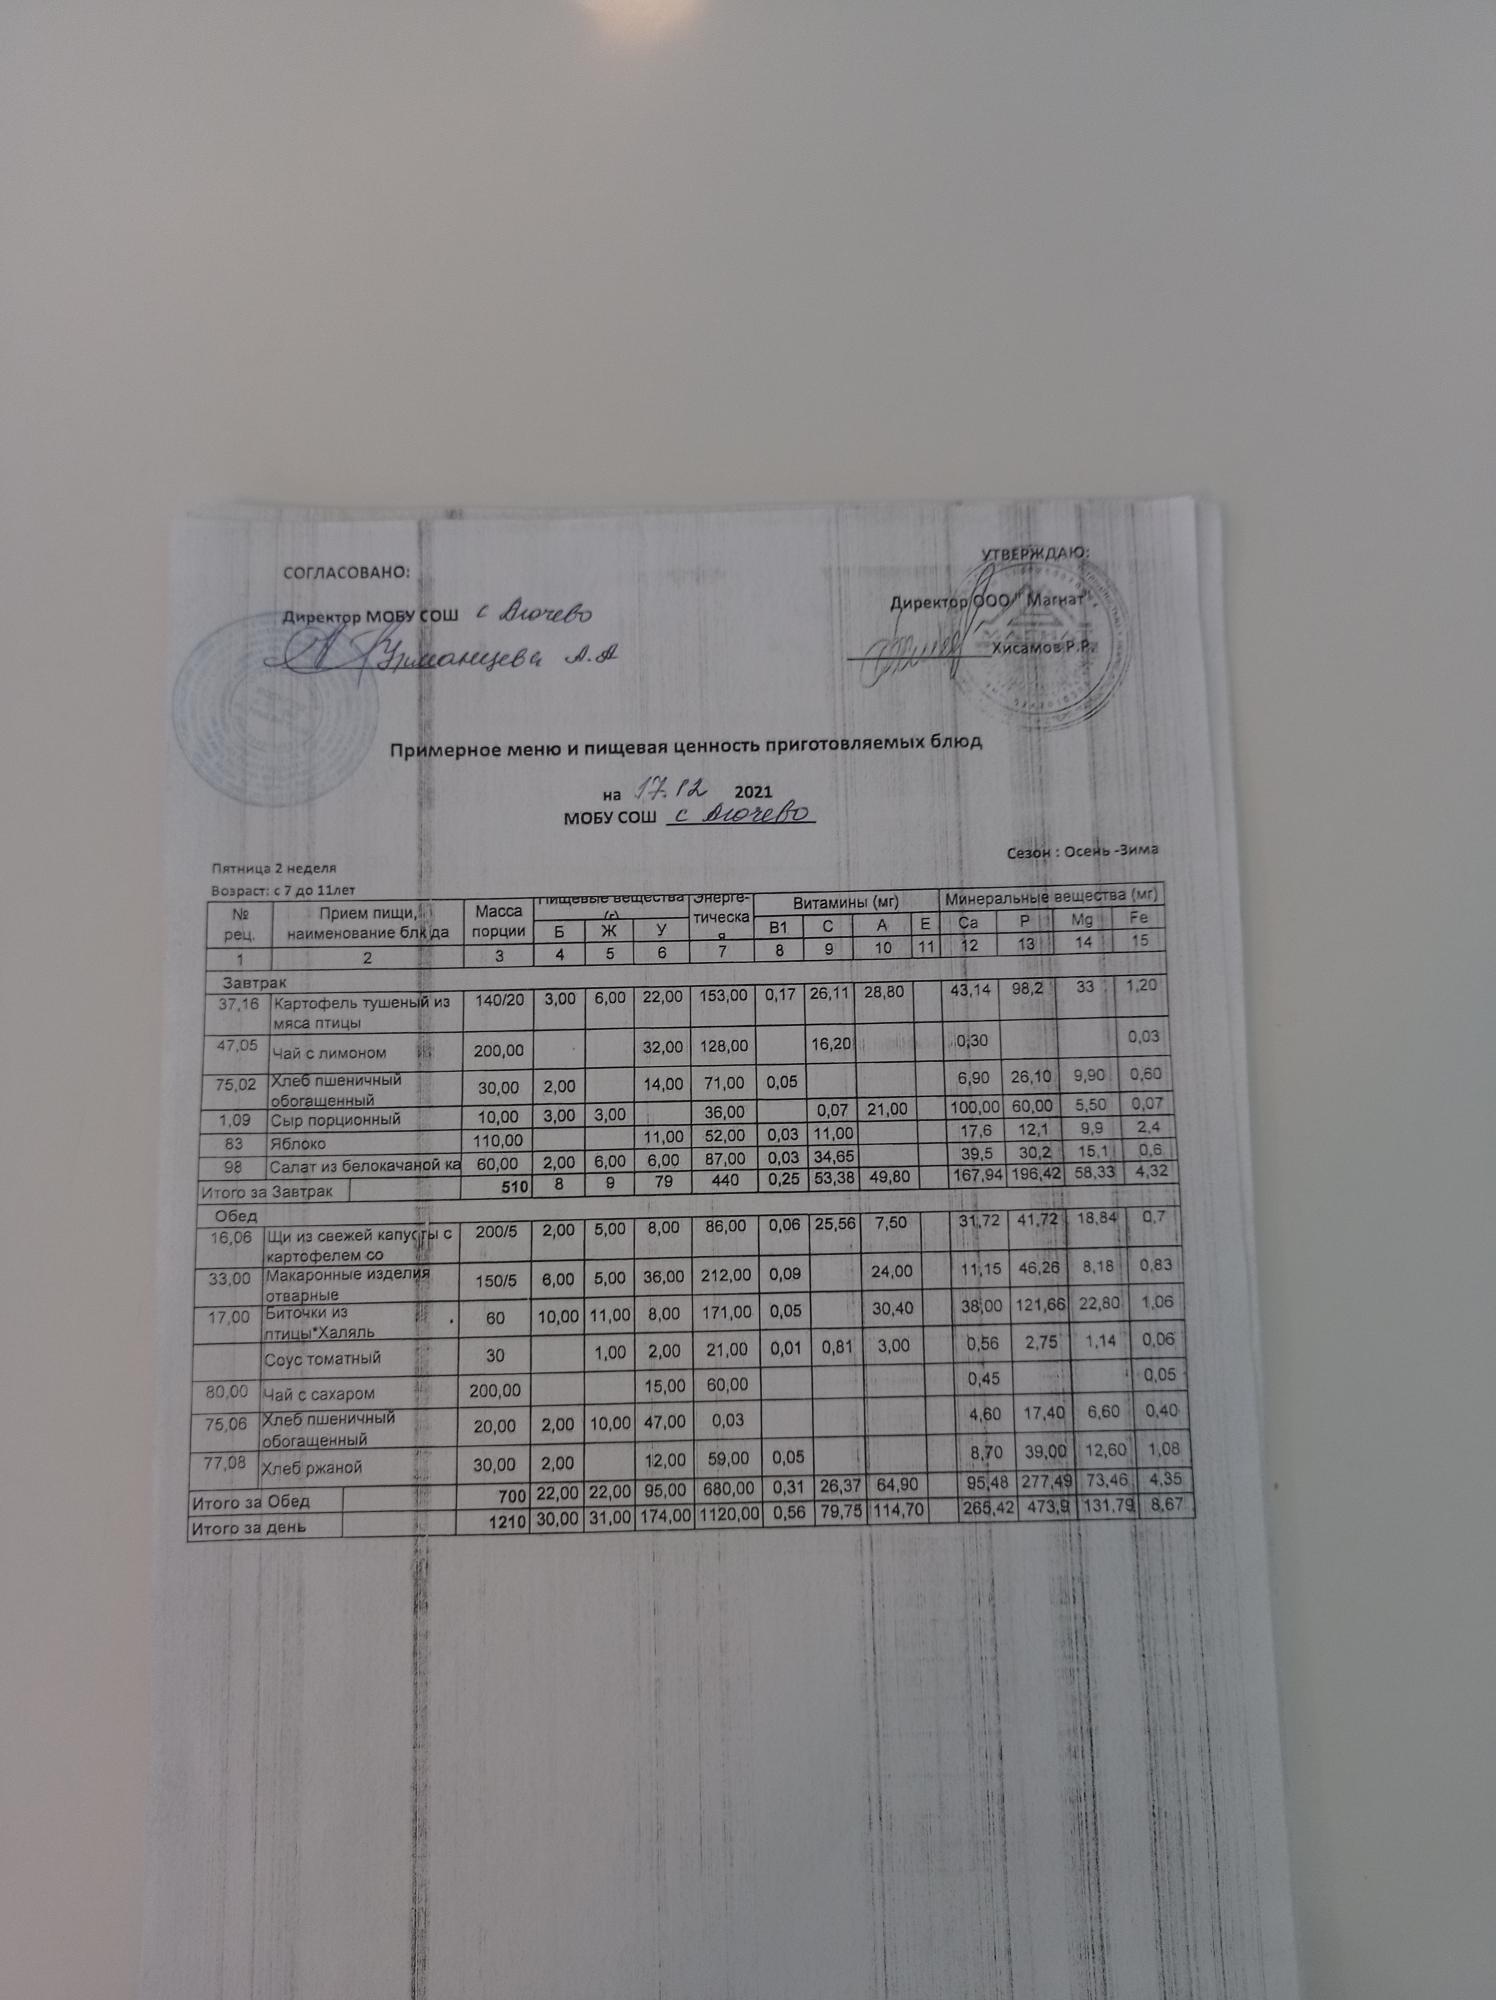 СОГЛАСОВАНО:
УТВЕРЖДАЮ:
Директор МОБУ СОШ с
Директор ООО " Магнат"
Урманцева А.А
Хисамов Р.Р.
Примерное меню и пищевая ценность приготовляемых блюд
на 17.12 2021
МОБУ СОШ с
Сезон : Осень -Зима
Пятница 2 неделя
Возраст: с 7 до 11лет
№ рец. Прием пищи, наименование блюда Масса порции Пищевые вещества (г) Энерге-тическая Витамины (мг) Минеральные вещества (мг)
Б Ж У В1 С А Е Са Р Mg Fe
1 2 3 4 5 6 7 8 9 10 11 12 13 14 15
Завтрак
37,16 Картофель тушеный из мяса птицы 140/20 3,00 6,00 22,00 153,00 0,17 26,11 28,80 43,14 98,2 33 1,20
47,05 Чай с лимоном 200,00 32,00 128,00 16,20 0,30 0,03
75,02 Хлеб пшеничный обогащенный 30,00 2,00 14,00 71,00 0,05 6,90 26,10 9,90 0,60
1,09 Сыр порционный 10,00 3,00 3,00 36,00 0,07 21,00 100,00 60,00 5,50 0,07
83 Яблоко 110,00 11,00 52,00 0,03 11,00 17,6 12,1 9,9 2,4
98 Салат из белокачаной ка 60,00 2,00 6,00 6,00 87,00 0,03 34,65 39,5 30,2 15,1 0,6
Итого за Завтрак 510 8 9 79 440 0,25 53,38 49,80 167,94 196,42 58,33 4,32
Обед
16,06 Щи из свежей капусты с картофелем со 200/5 2,00 5,00 8,00 86,00 0,06 25,56 7,50 31,72 41,72 18,84 0,7
33,00 Макаронные изделия отварные 150/5 6,00 5,00 36,00 212,00 0,09 24,00 11,15 46,26 8,18 0,83
17,00 Биточки из птицы*Халяль 60 10,00 11,00 8,00 171,00 0,05 30,40 38,00 121,66 22,80 1,06
Соус томатный 30 1,00 2,00 21,00 0,01 0,81 3,00 0,56 2,75 1,14 0,06
80,00 Чай с сахаром 200,00 15,00 60,00 0,45 0,05
75,06 Хлеб пшеничный обогащенный 20,00 2,00 10,00 47,00 0,03 4,60 17,40 6,60 0,40
77,08 Хлеб ржаной 30,00 2,00 12,00 59,00 0,05 8,70 39,00 12,60 1,08
Итого за Обед 700 22,00 22,00 95,00 680,00 0,31 26,37 64,90 95,48 277,49 73,46 4,35
Итого за день 1210 30,00 31,00 174,00 1120,00 0,56 79,75 114,70 265,42 473,9 131,79 8,67